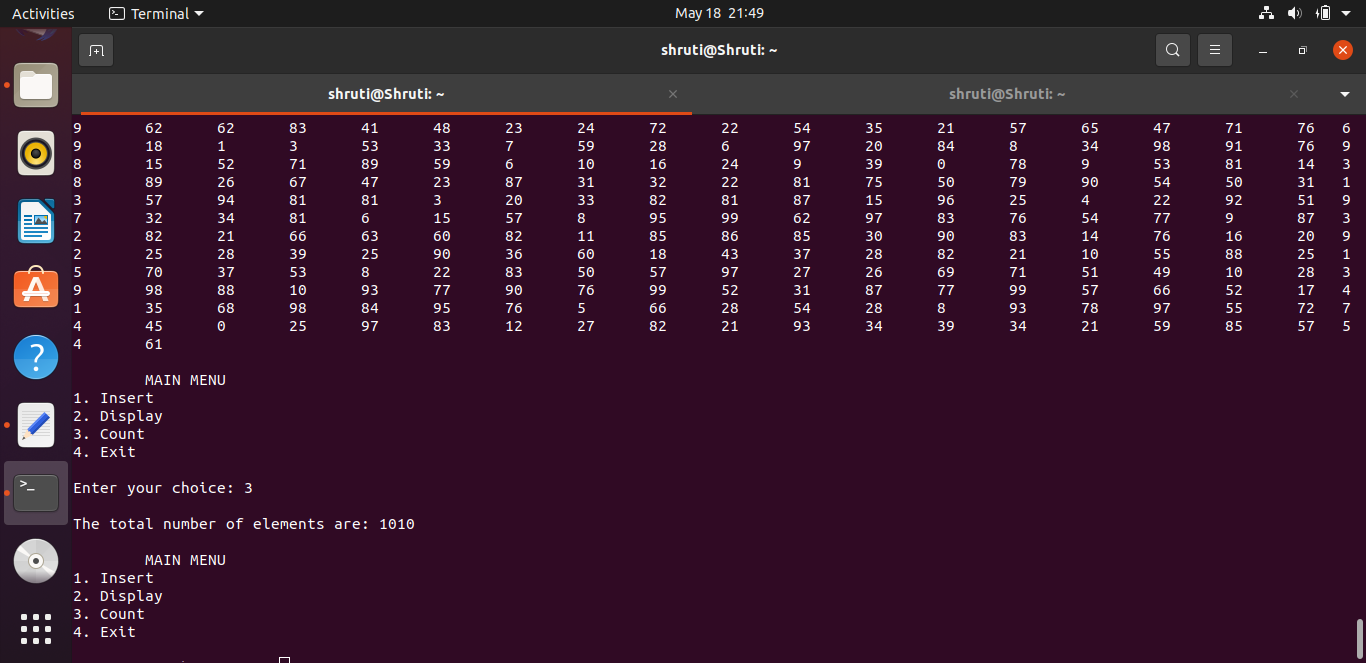 Activities Terminal May 18 21:49
shruti@Shruti: ~
shruti@Shruti: ~ shruti@Shruti: ~
9 62 62 83 41 48 23 24 72 22 54 35 21 57 65 47 71 76 6
9 18 1 3 53 33 7 59 28 6 97 20 84 8 34 98 91 76 9
8 15 52 71 89 59 6 10 16 24 9 39 0 78 9 53 81 14 3
8 89 26 67 47 23 87 31 32 22 81 75 50 79 90 54 50 31 1
3 57 94 81 81 3 20 33 82 81 87 15 96 25 4 22 92 51 9
7 32 34 81 6 15 57 8 95 99 62 97 83 76 54 77 9 87 3
2 82 21 66 63 60 82 11 85 86 85 30 90 83 14 76 16 20 9
2 25 28 39 25 90 36 60 18 43 37 28 82 21 10 55 88 25 1
5 70 37 53 8 22 83 50 57 97 27 26 69 71 51 49 10 28 3
9 98 88 10 93 77 90 76 99 52 31 87 77 99 57 66 52 17 4
1 35 68 98 84 95 76 5 66 28 54 28 8 93 78 97 55 72 7
4 45 0 25 97 83 12 27 82 21 93 34 39 34 21 59 85 57 5
4 61
MAIN MENU
1. Insert
2. Display
3. Count
4. Exit
Enter your choice: 3
The total number of elements are: 1010
MAIN MENU
1. Insert
2. Display
3. Count
4. Exit